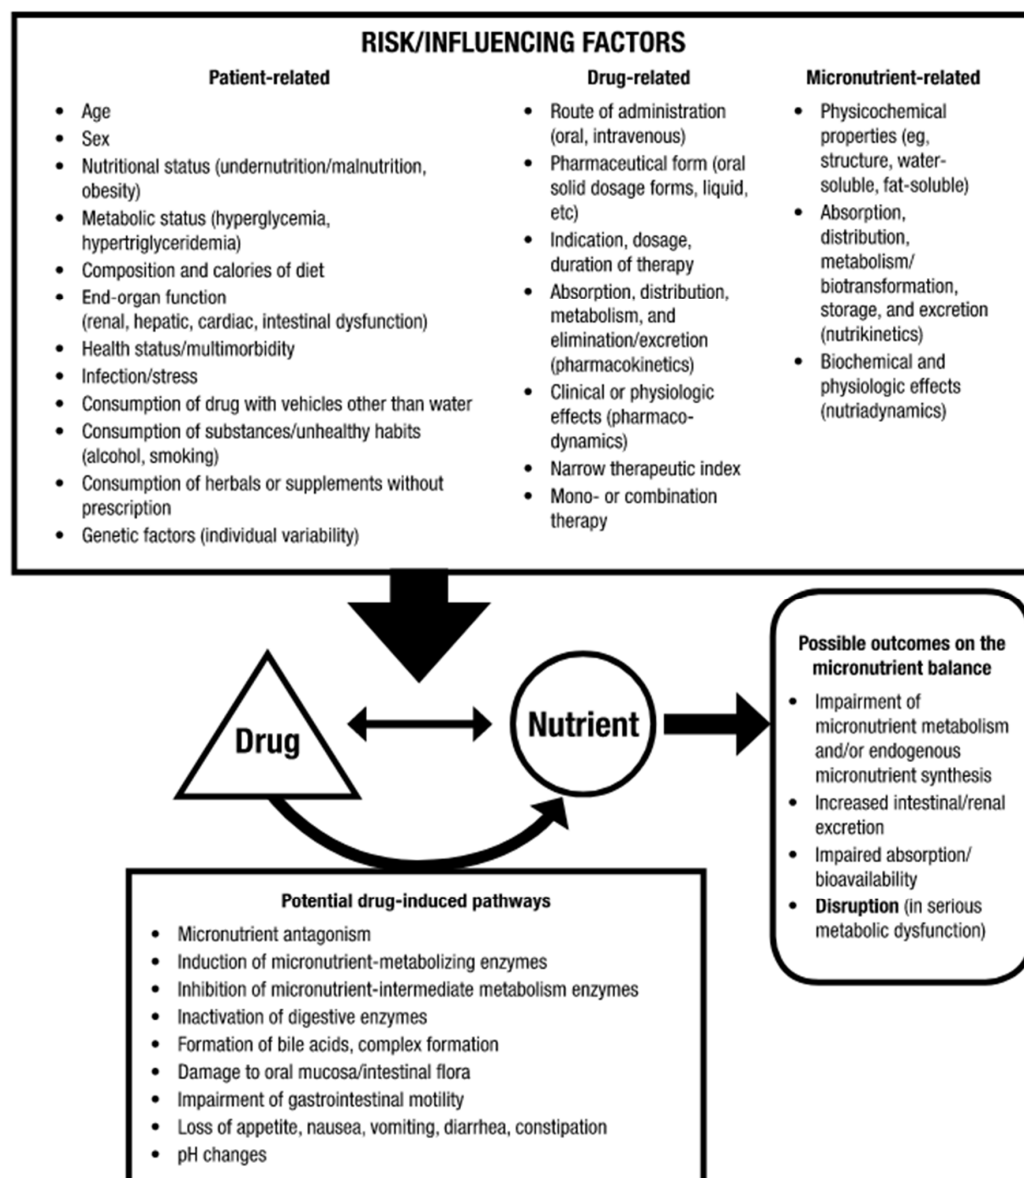 RISK/INFLUENCING FACTORS
Patient-related
• Age
• Sex
• Nutritional status (undernutrition/malnutrition,
obesity)
• Metabolic status (hyperglycemia,
hypertriglyceridemia)
• Composition and calories of diet
• End-organ function
(renal, hepatic, cardiac, intestinal dysfunction)
• Health status/multimorbidity
• Infection/stress
• Consumption of drug with vehicles other than water
• Consumption of substances/unhealthy habits
(alcohol, smoking)
• Consumption of herbals or supplements without
prescription
• Genetic factors (individual variability)
Drug-related
• Route of administration
(oral, intravenous)
• Pharmaceutical form (oral
solid dosage forms, liquid,
etc)
• Indication, dosage,
duration of therapy
• Absorption, distribution,
metabolism, and
elimination/excretion
(pharmacokinetics)
• Clinical or physiologic
effects (pharmaco-
dynamics)
• Narrow therapeutic index
• Mono- or combination
therapy
Micronutrient-related
• Physicochemical
properties (eg,
structure, water-
soluble, fat-soluble)
• Absorption,
distribution,
metabolism/
biotransformation,
storage, and excretion
(nutrikinetics)
• Biochemical and
physiologic effects
(nutriadynamics)
Drug
Nutrient
Possible outcomes on the
micronutrient balance
• Impairment of
micronutrient metabolism
and/or endogenous
micronutrient synthesis
• Increased intestinal/renal
excretion
• Impaired absorption/
bioavailability
• Disruption (in serious
metabolic dysfunction)
Potential drug-induced pathways
• Micronutrient antagonism
• Induction of micronutrient-metabolizing enzymes
• Inhibition of micronutrient-intermediate metabolism enzymes
• Inactivation of digestive enzymes
• Formation of bile acids, complex formation
• Damage to oral mucosa/intestinal flora
• Impairment of gastrointestinal motility
• Loss of appetite, nausea, vomiting, diarrhea, constipation
• pH changes